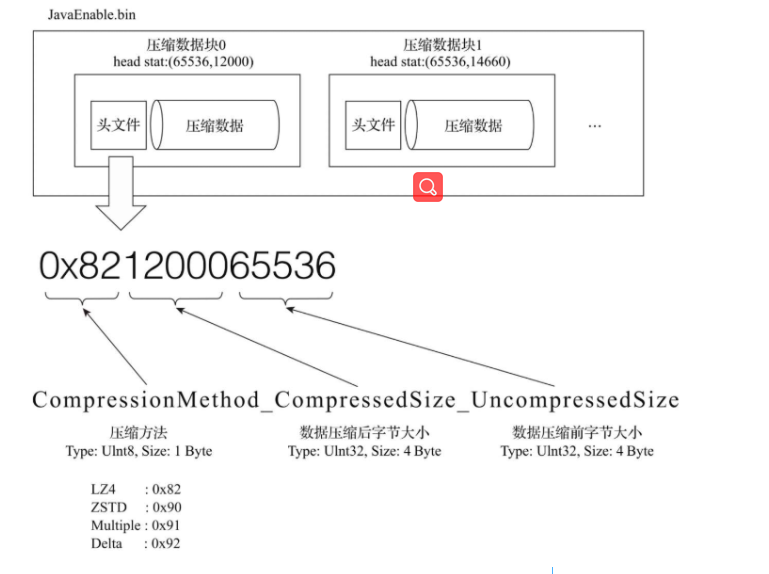 JavaEnable.bin
压缩数据块0
head stat:(65536,12000)
压缩数据块1
head stat:(65536,14660)
头文件
压缩数据
头文件
压缩数据
...
0x821200065536
CompressionMethod_CompressedSize_UncompressedSize
压缩方法
Type: UInt8, Size: 1 Byte
数据压缩后字节大小
Type: UInt32, Size: 4 Byte
数据压缩前字节大小
Type: UInt32, Size: 4 Byte
LZ4 : 0x82
ZSTD : 0x90
Multiple : 0x91
Delta : 0x92